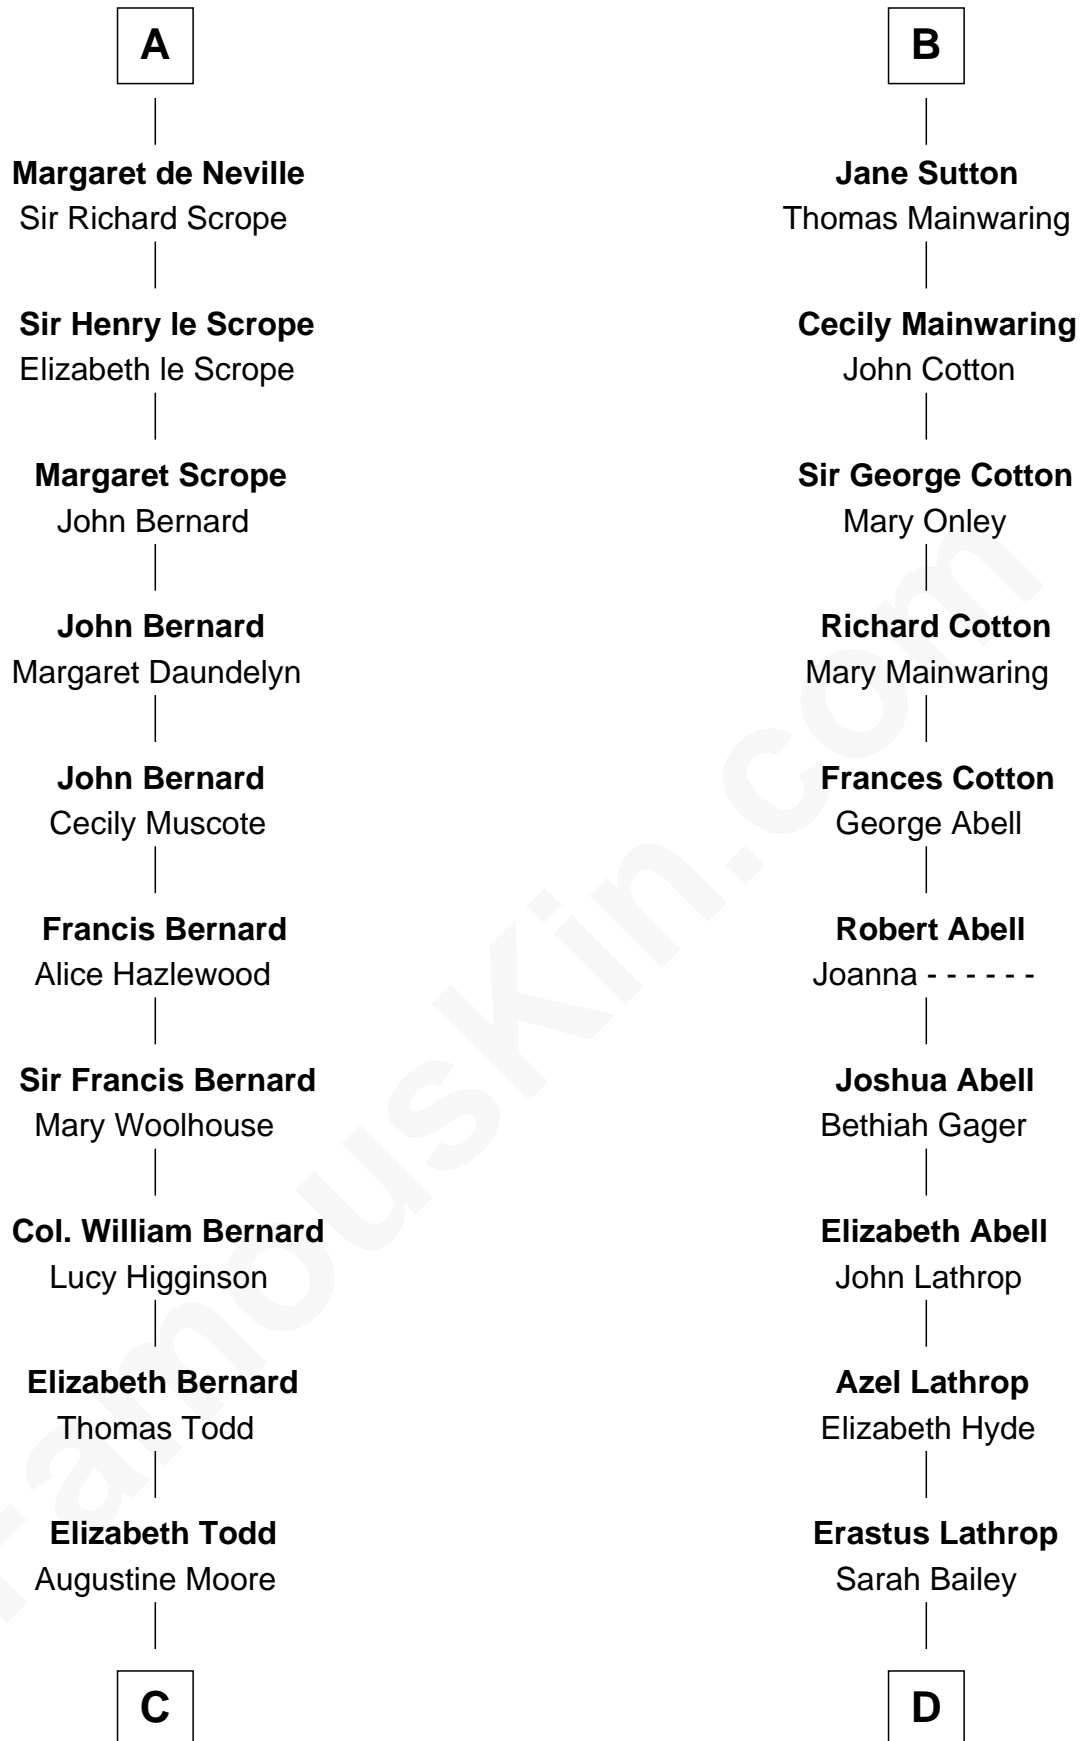 A
Margaret de Neville
Sir Richard Scrope
Sir Henry le Scrope
Elizabeth le Scrope
Margaret Scrope
John Bernard
John Bernard
Margaret Daundelyn
John Bernard
Cecily Muscote
Francis Bernard
Alice Hazlewood
Sir Francis Bernard
Mary Woolhouse
Col. William Bernard
Lucy Higginson
Elizabeth Bernard
Thomas Todd
Elizabeth Todd
Augustine Moore
C
B
Jane Sutton
Thomas Mainwaring
Cecily Mainwaring
John Cotton
Sir George Cotton
Mary Onley
Richard Cotton
Mary Mainwaring
Frances Cotton
George Abell
Robert Abell
Joanna - - - - - -
Joshua Abell
Bethiah Gager
Elizabeth Abell
John Lathrop
Azel Lathrop
Elizabeth Hyde
Erastus Lathrop
Sarah Bailey
D
FamousKin.com